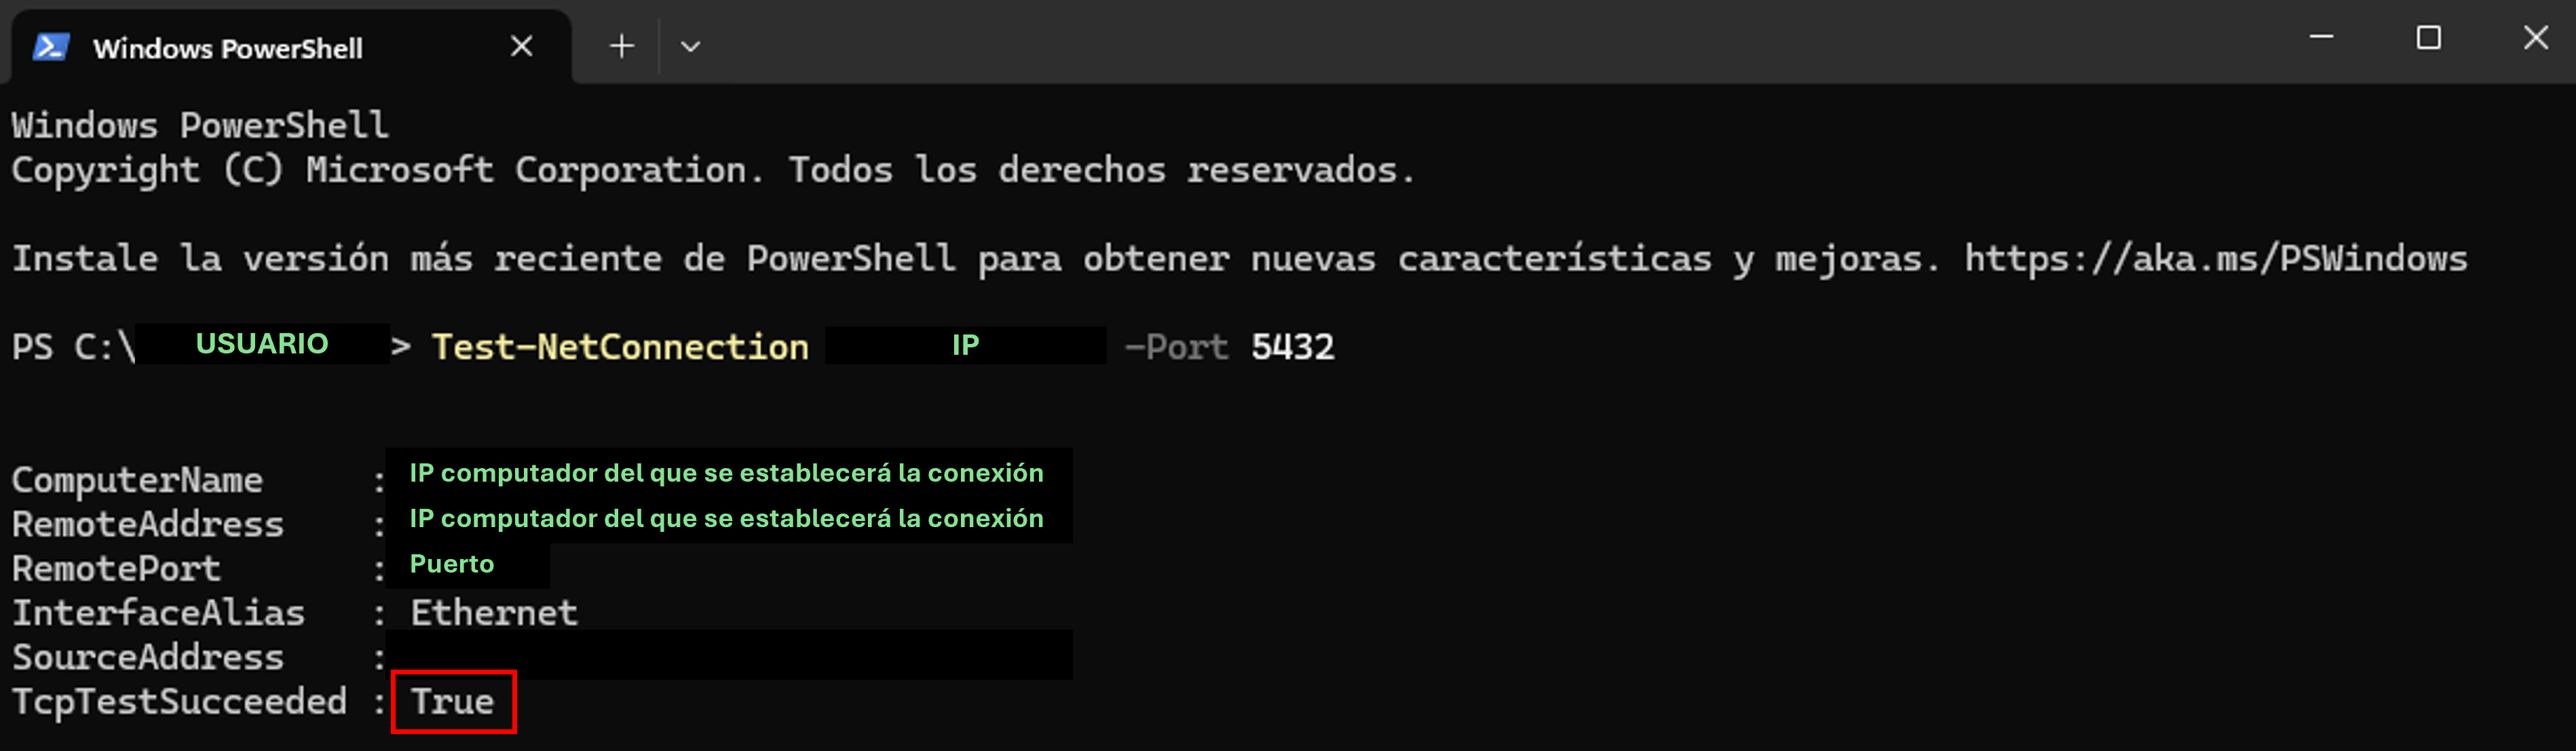 Windows PowerShell
Windows PowerShell
Copyright (C) Microsoft Corporation. Todos los derechos reservados.
Instale la versión más reciente de PowerShell para obtener nuevas características y mejoras. https://aka.ms/PSWindows
PS C:\ USUARIO > Test-NetConnection IP -Port 5432
ComputerName : IP computador del que se establecerá la conexión
RemoteAddress : IP computador del que se establecerá la conexión
RemotePort : Puerto
InterfaceAlias : Ethernet
SourceAddress :
TcpTestSucceeded : True